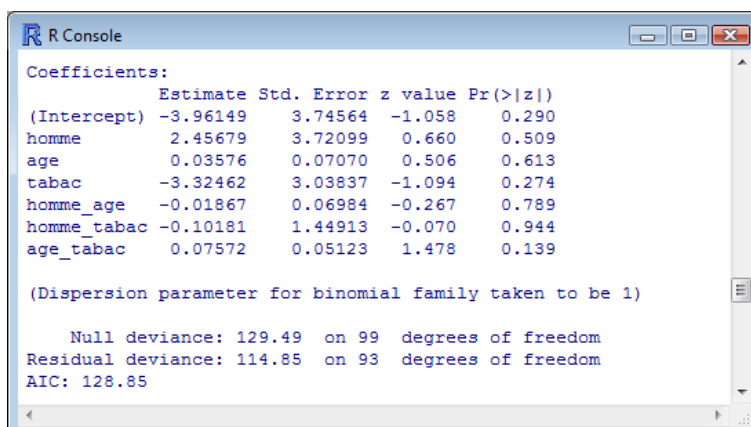 R Console
Coefficients:
Estimate Std. Error z value Pr(>|z|)
(Intercept) -3.96149 3.74564 -1.058 0.290
homme 2.45679 3.72099 0.660 0.509
age 0.03576 0.07070 0.506 0.613
tabac -3.32462 3.03837 -1.094 0.274
homme_age -0.01867 0.06984 -0.267 0.789
homme_tabac -0.10181 1.44913 -0.070 0.944
age_tabac 0.07572 0.05123 1.478 0.139
(Dispersion parameter for binomial family taken to be 1)
Null deviance: 129.49 on 99 degrees of freedom
Residual deviance: 114.85 on 93 degrees of freedom
AIC: 128.85